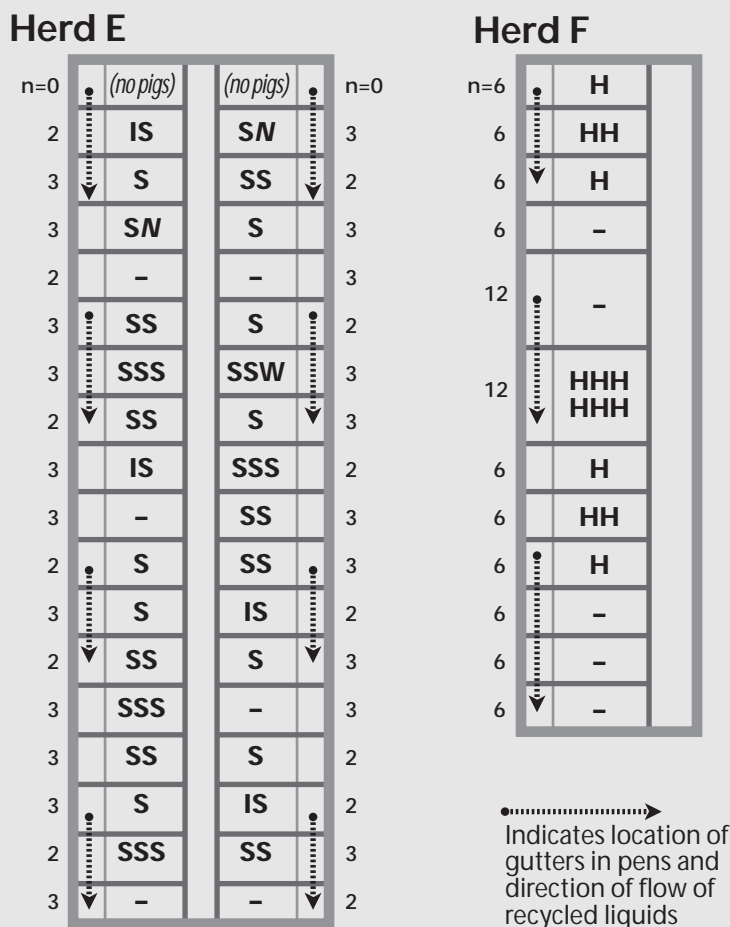 Herd E
n=0 (no pigs) (no pigs) n=0
2 IS SN 3
3 S SS 2
3 SN S 3
2 – – 3
3 SS S 2
3 SSS SSW 3
2 SS S 3
3 IS SSS 2
3 – SS 3
2 S SS 3
3 S IS 2
2 SS S 3
3 SSS – 3
3 SS S 2
3 S IS 2
2 SSS SS 3
3 – – 2
Herd F
n=6 H
6 HH
6 H
6 –
12 –
12 HHH
HHH
6 H
6 HH
6 H
6 –
6 –
6 –
Indicates location of
gutters in pens and
direction of flow of
recycled liquids